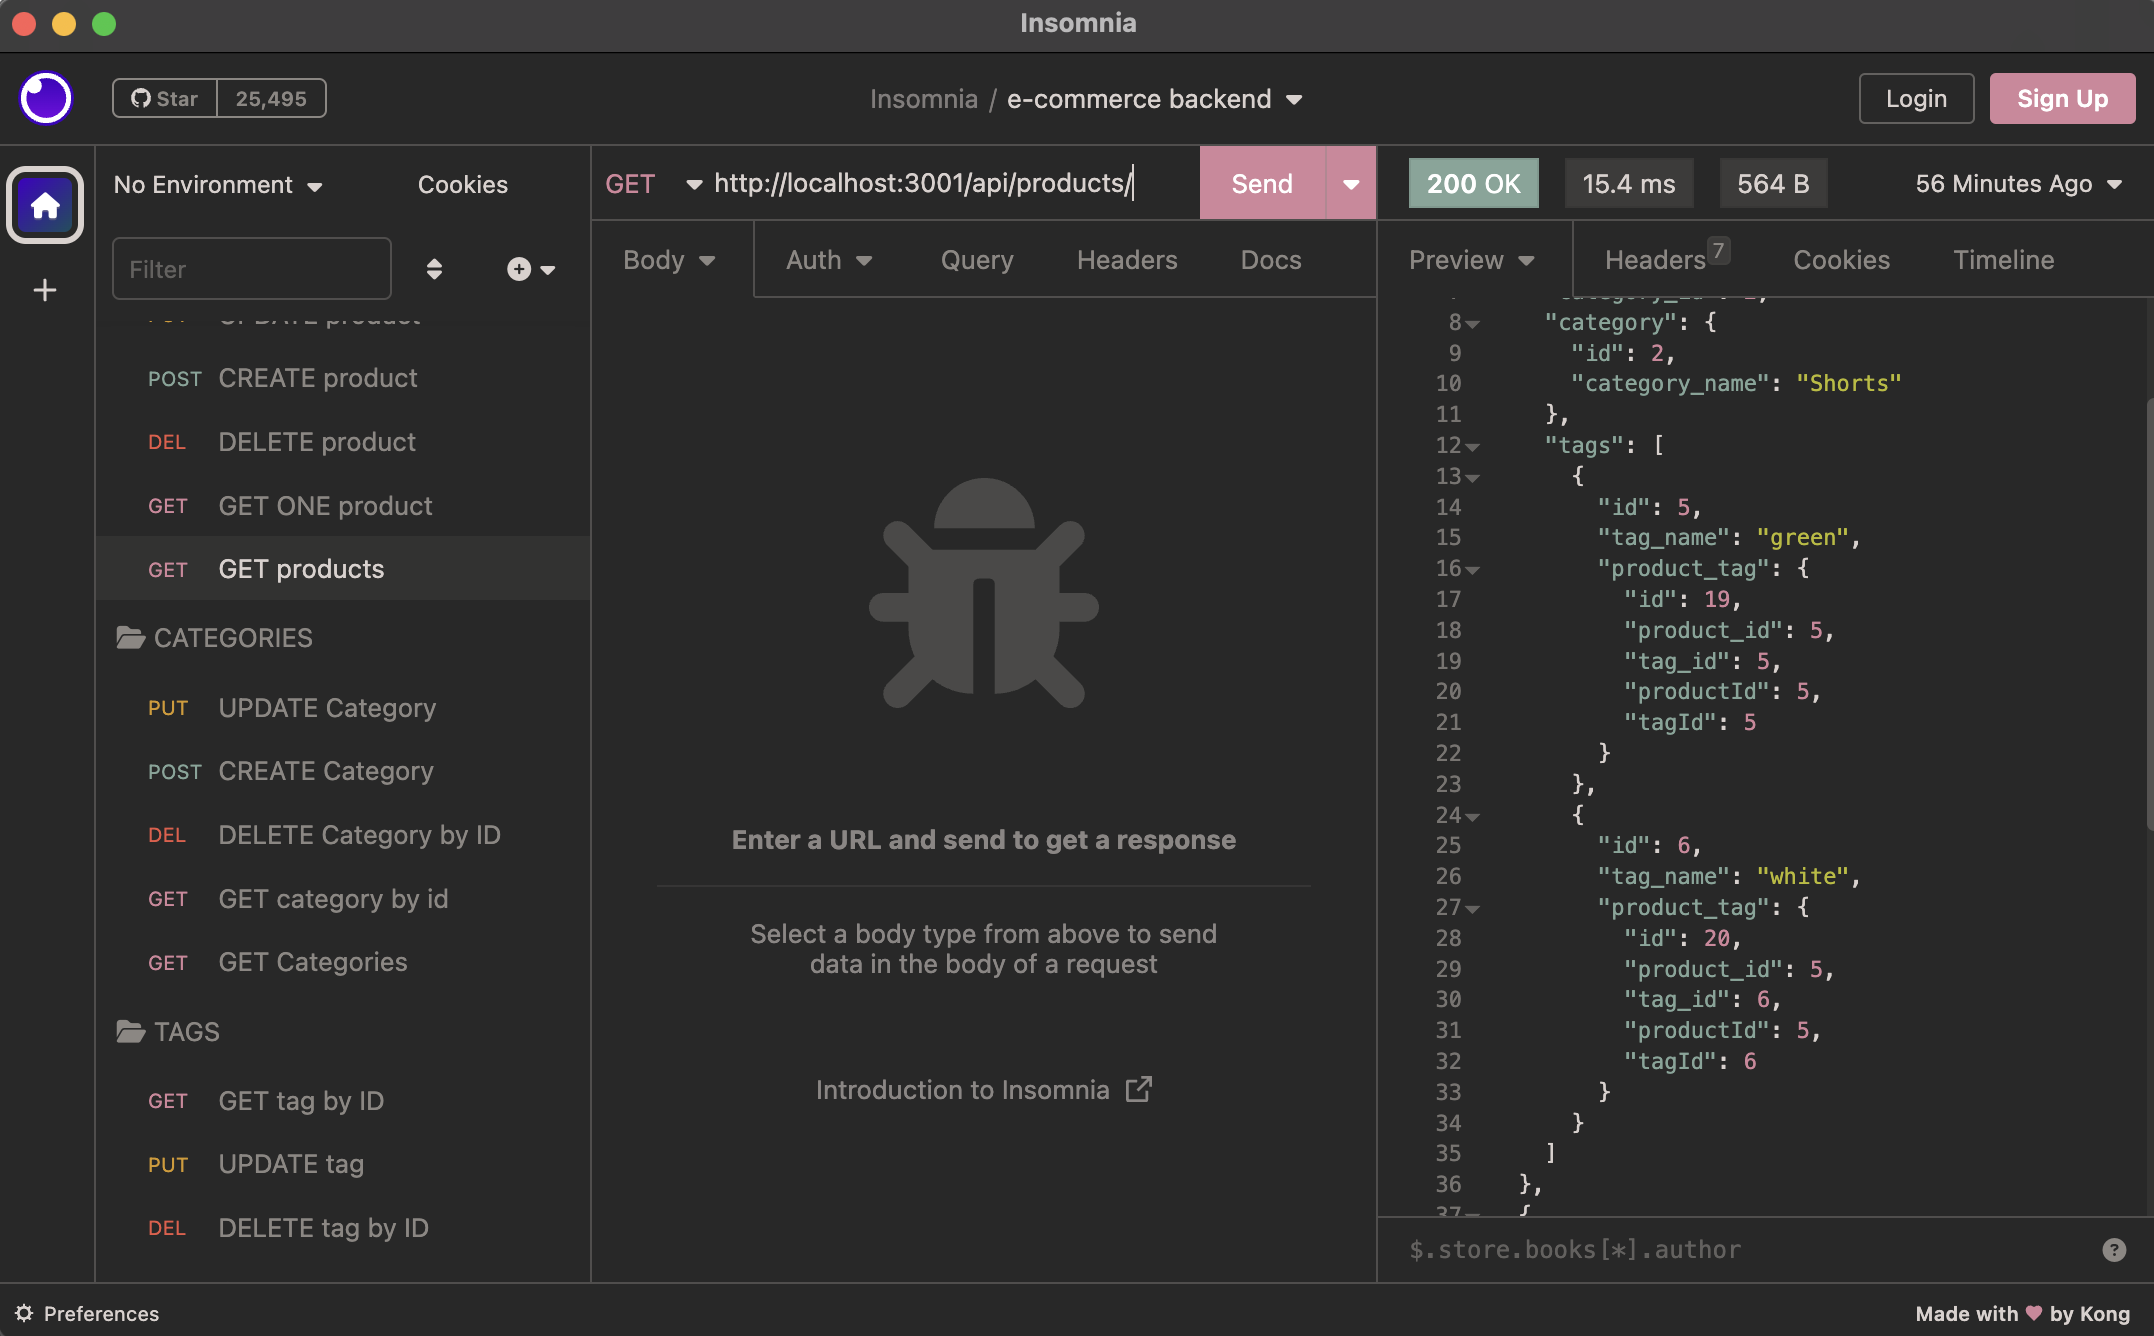 Insomnia
Star 25,495
Insomnia / e-commerce backend
Login
Sign Up
No Environment
Cookies
Filter
UPDATE product
POST CREATE product
DEL DELETE product
GET GET ONE product
GET GET products
CATEGORIES
PUT UPDATE Category
POST CREATE Category
DEL DELETE Category by ID
GET GET category by id
GET GET Categories
TAGS
GET GET tag by ID
PUT UPDATE tag
DEL DELETE tag by ID
GET http://localhost:3001/api/products/
Send
Body Auth Query Headers Docs
Enter a URL and send to get a response
Select a body type from above to send
data in the body of a request
Introduction to Insomnia
200 OK 15.4 ms 564 B 56 Minutes Ago
Preview Headers 7 Cookies Timeline
8 "category": {
9 "id": 2,
10 "category_name": "Shorts"
11 },
12 "tags": [
13 {
14 "id": 5,
15 "tag_name": "green",
16 "product_tag": {
17 "id": 19,
18 "product_id": 5,
19 "tag_id": 5,
20 "productId": 5,
21 "tagId": 5
22 }
23 },
24 {
25 "id": 6,
26 "tag_name": "white",
27 "product_tag": {
28 "id": 20,
29 "product_id": 5,
30 "tag_id": 6,
31 "productId": 5,
32 "tagId": 6
33 }
34 }
35 ]
36 },
37 {
$.store.books[*].author
Preferences
Made with ♥ by Kong